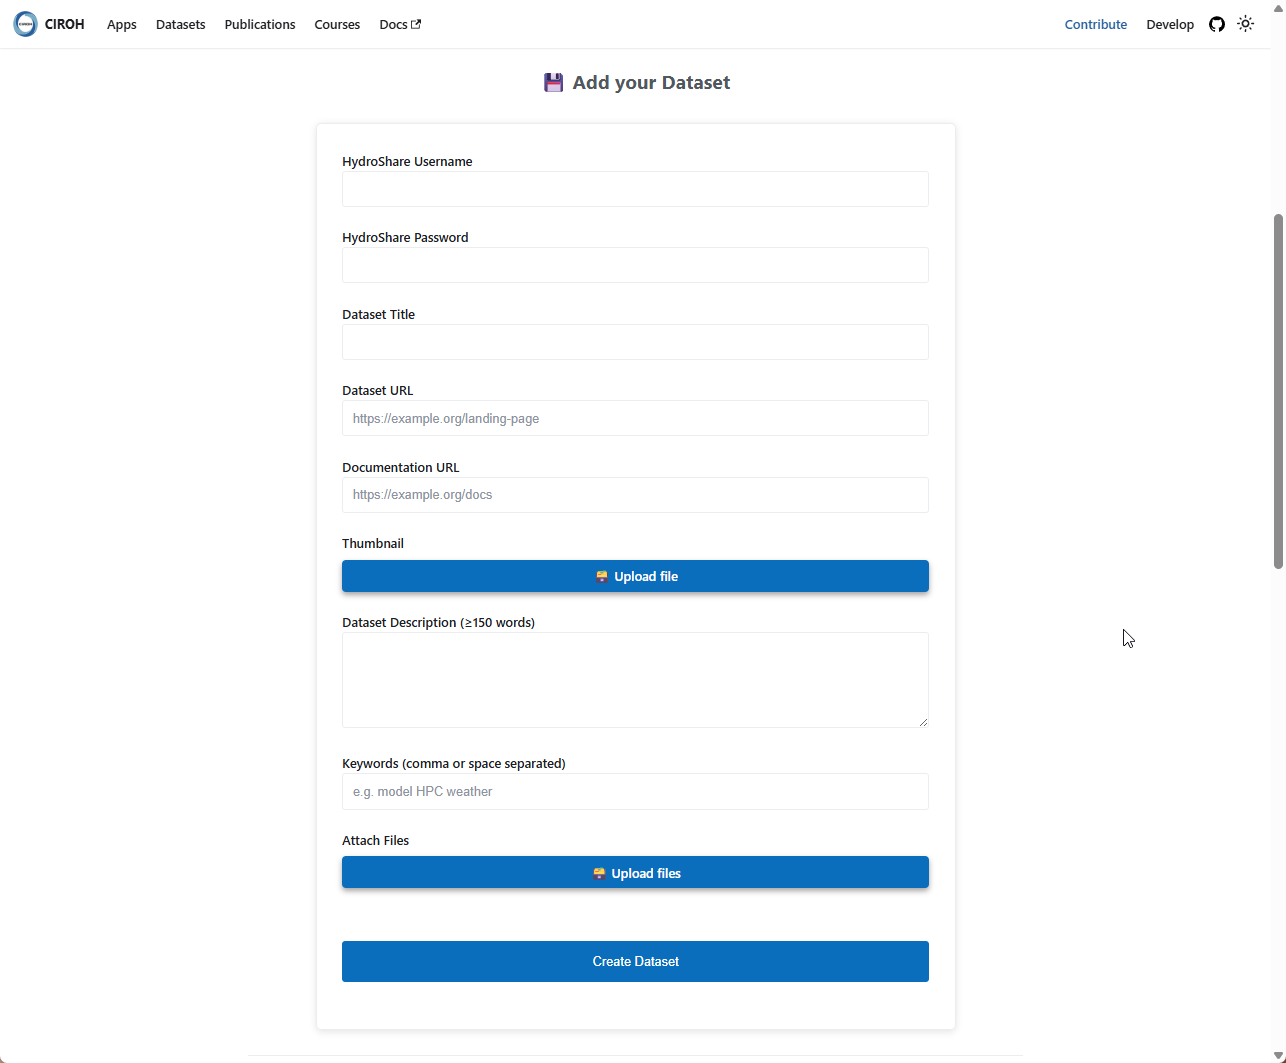 CIROH Apps Datasets Publications Courses Docs Contribute Develop
Add your Dataset
HydroShare Username
HydroShare Password
Dataset Title
Dataset URL
https://example.org/landing-page
Documentation URL
https://example.org/docs
Thumbnail
Upload file
Dataset Description (≥150 words)
Keywords (comma or space separated)
e.g. model HPC weather
Attach Files
Upload files
Create Dataset